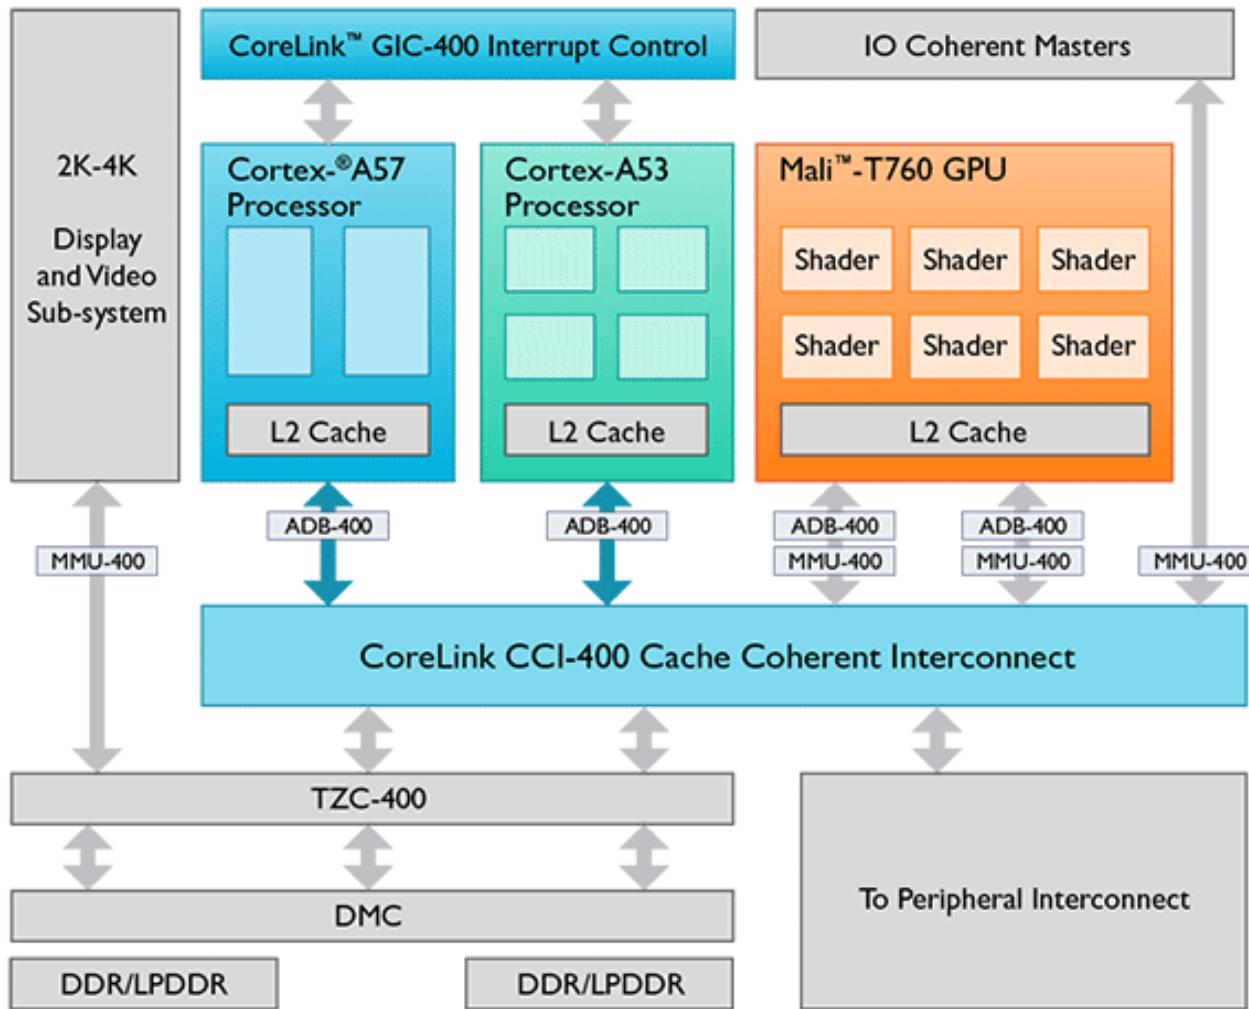 CoreLink™ GIC-400 Interrupt Control
IO Coherent Masters
2K-4K
Display
and Video
Sub-system
Cortex-®A57
Processor
L2 Cache
Cortex-A53
Processor
L2 Cache
Mali™-T760 GPU
Shader Shader Shader
Shader Shader Shader
L2 Cache
ADB-400 ADB-400 ADB-400 ADB-400
MMU-400 MMU-400 MMU-400 MMU-400
CoreLink CCI-400 Cache Coherent Interconnect
TZC-400
DMC
To Peripheral Interconnect
DDR/LPDDR DDR/LPDDR